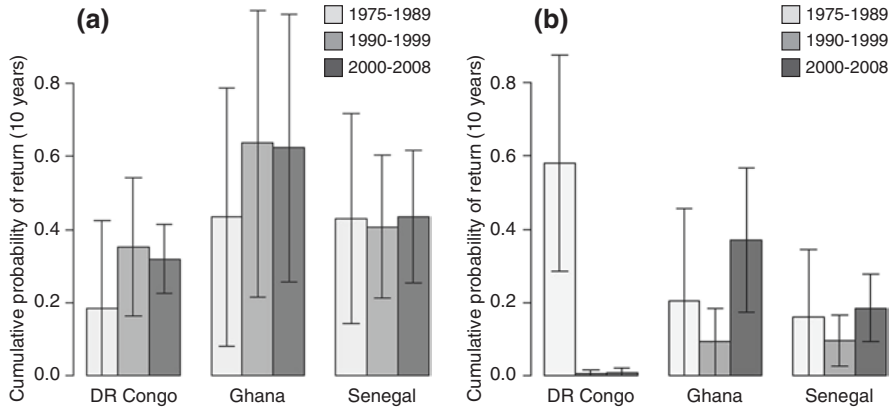 (a)
1975-1989
1990-1999
2000-2008
Cumulative probability of return (10 years)
0.8
0.6
0.4
0.2
0.0
DR Congo Ghana Senegal
(b)
1975-1989
1990-1999
2000-2008
Cumulative probability of return (10 years)
0.8
0.6
0.4
0.2
0.0
DR Congo Ghana Senegal